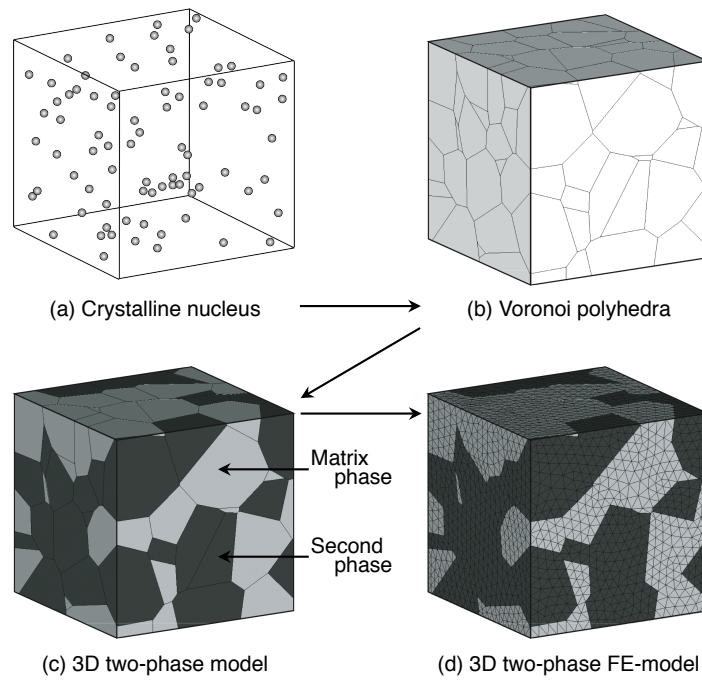 (a) Crystalline nucleus
(b) Voronoi polyhedra
Matrix
phase
Second
phase
(c) 3D two-phase model
(d) 3D two-phase FE-model